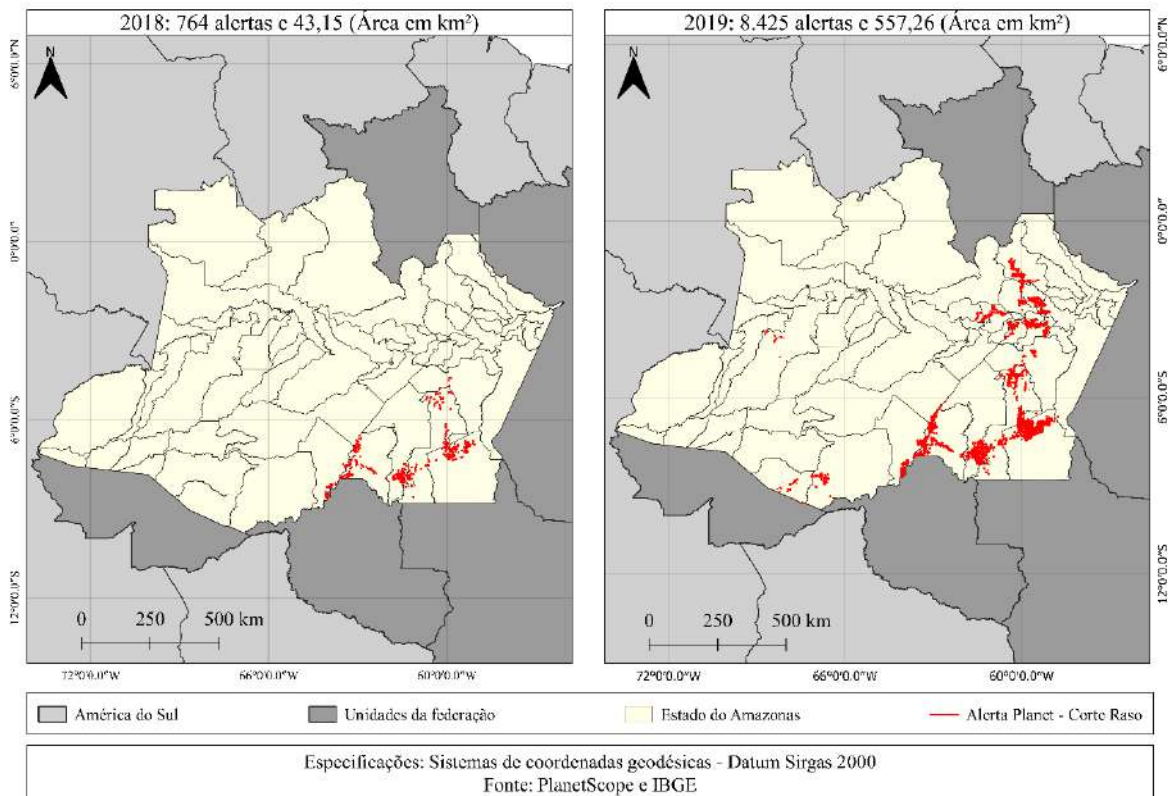 2018: 764 alertas e 43,15 (Área em km²)
2019: 8.425 alertas e 557,26 (Área em km²)
N
N
6°0'0.0"N
0°0'0.0"
6°0'0.0"S
12°0'0.0"S
6°0'0.0"N
0°0'0.0"
6°0'0.0"S
12°0'0.0"S
0 250 500 km
0 250 500 km
72°0'0.0"W 66°0'0.0"W 60°0'0.0"W
72°0'0.0"W 66°0'0.0"W 60°0'0.0"W
América do Sul
Unidades da federação
Estado do Amazonas
Alerta Planet - Corte Raso
Especificações: Sistemas de coordenadas geodésicas - Datum Sirgas 2000
Fonte: PlanetScope e IBGE